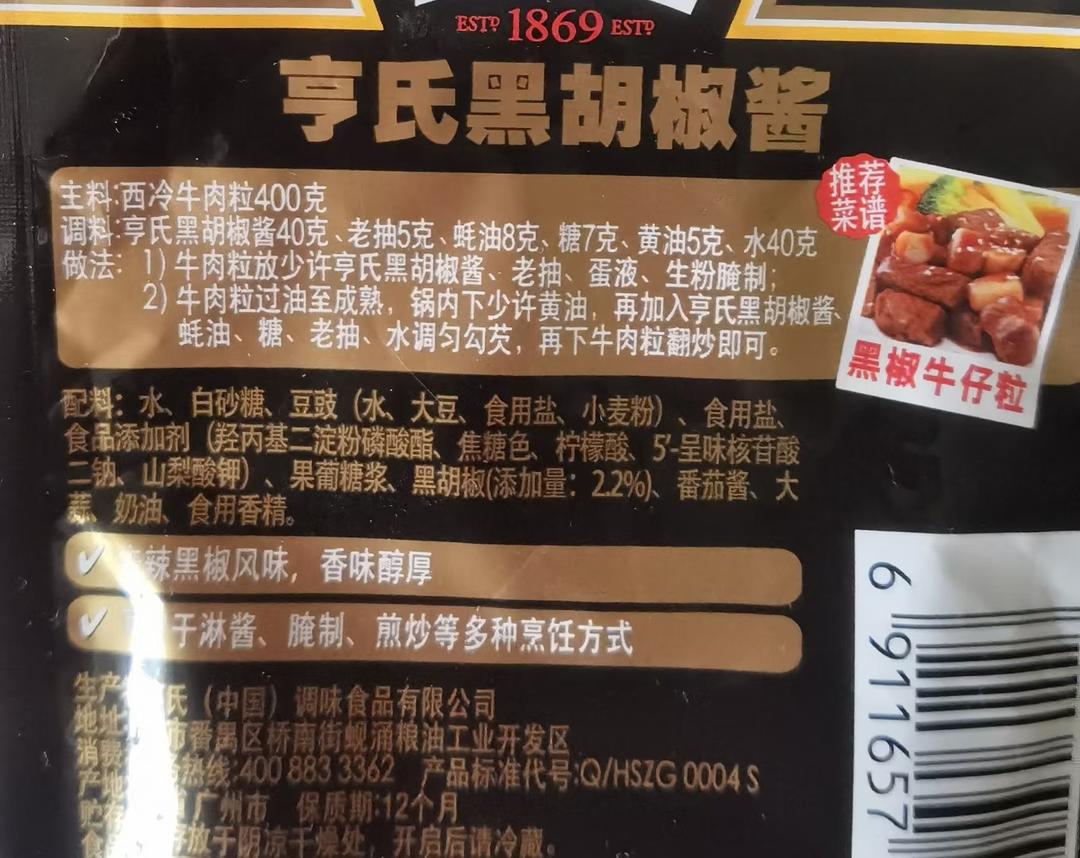 ESTD 1869 ESTD
亨氏黑胡椒酱
推荐
菜谱
主料:西冷牛肉粒400克
调料:亨氏黑胡椒酱40克、老抽5克、蚝油8克、糖7克、黄油5克、水40克
做法: 1) 牛肉粒放少许亨氏黑胡椒酱、老抽、蛋液、生粉腌制;
2) 牛肉粒过油至成熟, 锅内下少许黄油, 再加入亨氏黑胡椒酱、
蚝油、糖、老抽、水调匀勾芡, 再下牛肉粒翻炒即可。
黑椒牛仔粒
配料: 水、白砂糖、豆豉 (水、大豆、食用盐、小麦粉) 、食用盐、
食品添加剂 (羟丙基二淀粉磷酸酯、焦糖色、柠檬酸、5'-呈味核苷酸
二钠、山梨酸钾) 、果葡糖浆、黑胡椒(添加量: 2.2%)、番茄酱、大
蒜、奶油、食用香精。
辣黑椒风味, 香味醇厚
于淋酱、腌制、煎炒等多种烹饪方式
生产 氏 (中国) 调味食品有限公司
地址 市番禺区桥南街蚬涌粮油工业开发区
消费 热线:400 883 3362 产品标准代号:Q/HSZG 0004 S
产地 广州市 保质期:12个月
贮存 存放于阴凉干燥处, 开启后请冷藏。
食品
6 911657